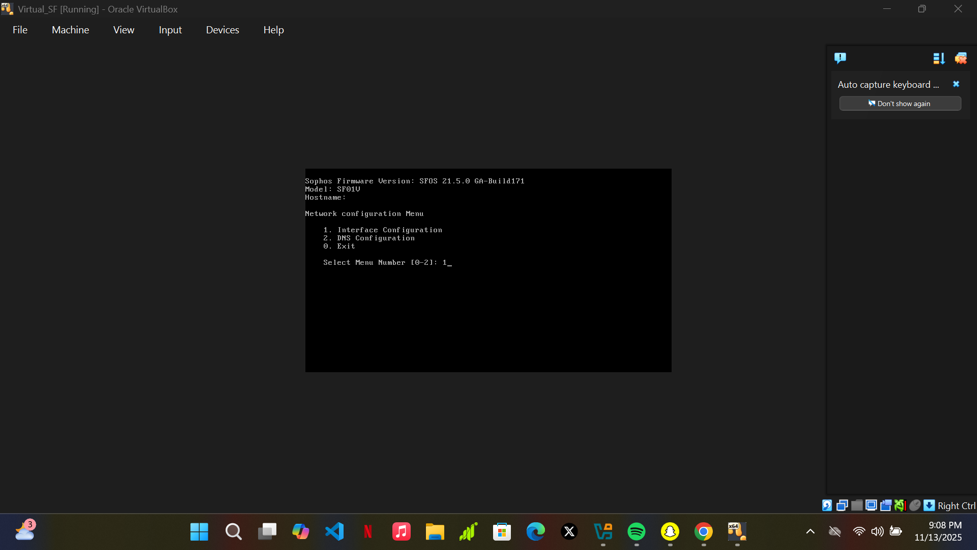 Virtual_SF [Running] - Oracle VirtualBox
File Machine View Input Devices Help
Auto capture keyboard ...
Don't show again
Sophos Firmware Version: SFOS 21.5.0 GA-Build171
Model: SF01V
Hostname:
Network configuration Menu
1. Interface Configuration
2. DNS Configuration
0. Exit
Select Menu Number [0-2]: 1_
Right Ctrl
3
x64
9:08 PM
11/13/2025